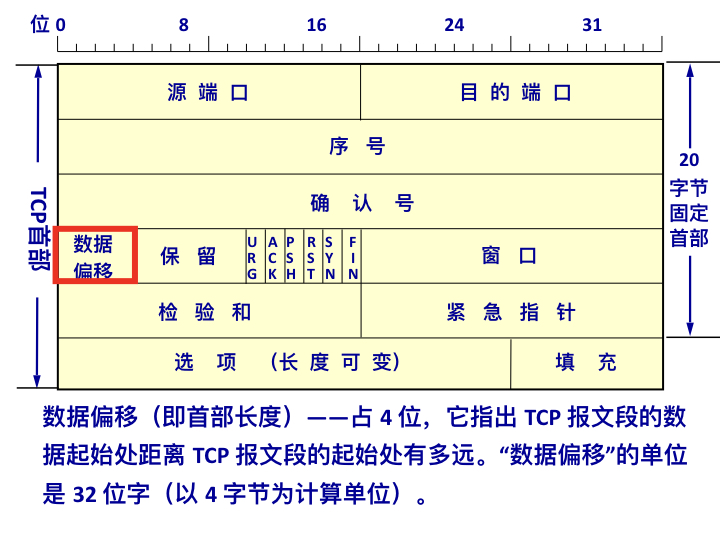 位 0 8 16 24 31
源 端 口 目 的 端 口
序 号
确 认 号
TCP首部
20
字节
固定
首部
数据
偏移
保 留
URG
ACK
PSH
RST
SYN
FIN
窗 口
检 验 和 紧 急 指 针
选 项 （长 度 可 变） 填 充
数据偏移（即首部长度）——占 4 位，它指出 TCP 报文段的数
据起始处距离 TCP 报文段的起始处有多远。“数据偏移”的单位
是 32 位字（以 4 字节为计算单位）。